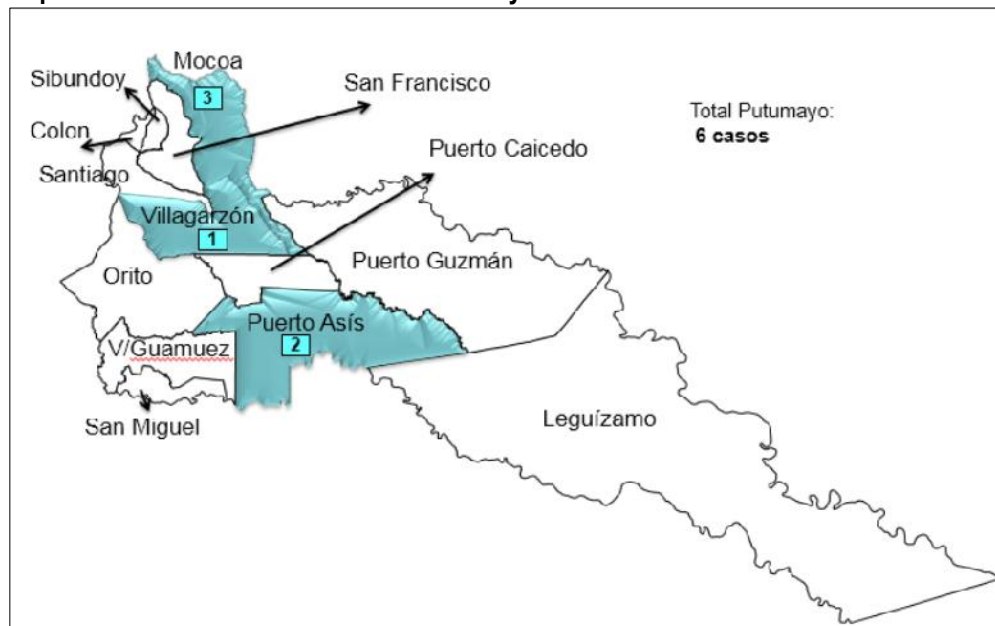 Mocoa
Sibundoy
3
San Francisco
Total Putumayo:
6 casos
Colon
Puerto Caicedo
Santiago
Villagarzón
1
Puerto Guzmán
Orito
Puerto Asís
2
V/Guamuez
Leguízamo
San Miguel